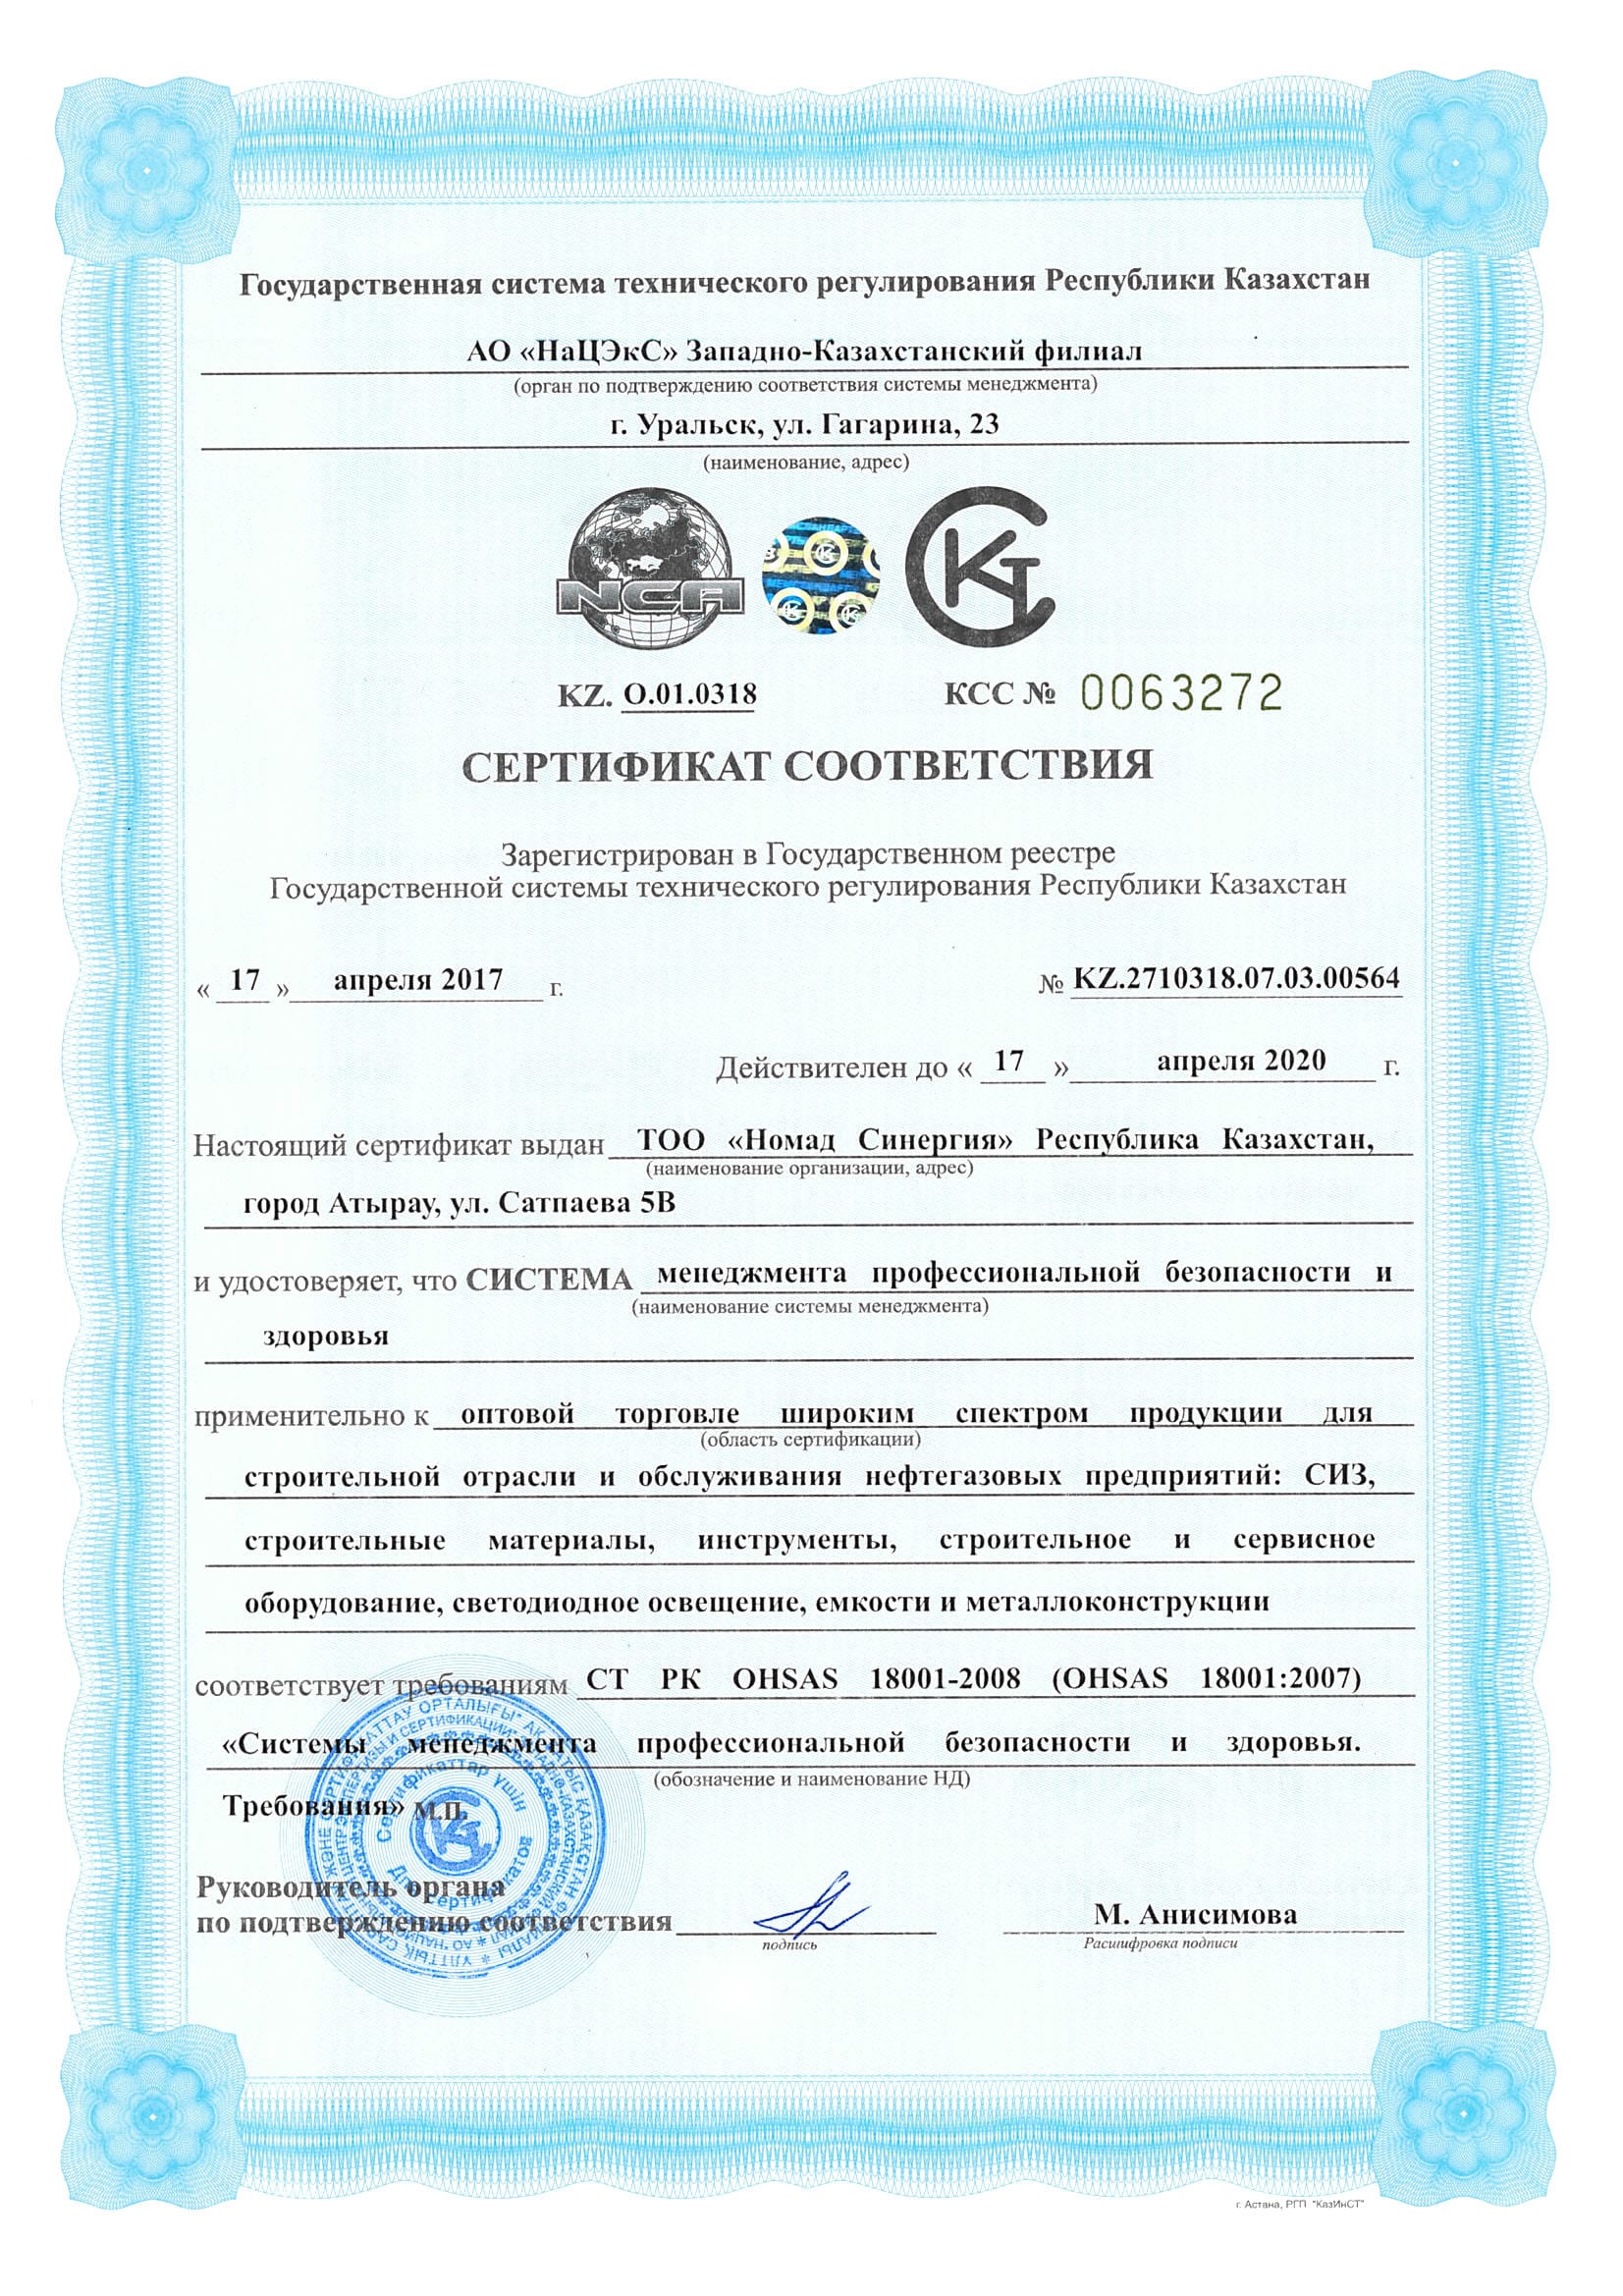 Государственная система технического регулирования Республики Казахстан
АО «НаЦЭкС» Западно-Казахстанский филиал
(орган по подтверждению соответствия системы менеджмента)
г. Уральск, ул. Гагарина, 23
(наименование, адрес)
NCA
KZ. О.01.0318 КСС № 0063272
СЕРТИФИКАТ СООТВЕТСТВИЯ
Зарегистрирован в Государственном реестре
Государственной системы технического регулирования Республики Казахстан
« 17 » апреля 2017 г. № KZ.2710318.07.03.00564
Действителен до « 17 » апреля 2020 г.
Настоящий сертификат выдан ТОО «Номад Синергия» Республика Казахстан,
(наименование организации, адрес)
город Атырау, ул. Сатпаева 5В
и удостоверяет, что СИСТЕМА менеджмента профессиональной безопасности и
(наименование системы менеджмента)
здоровья
применительно к оптовой торговле широким спектром продукции для
(область сертификации)
строительной отрасли и обслуживания нефтегазовых предприятий: СИЗ,
строительные материалы, инструменты, строительное и сервисное
оборудование, светодиодное освещение, емкости и металлоконструкции
соответствует требованиям СТ РК OHSAS 18001-2008 (OHSAS 18001:2007)
«Системы менеджмента профессиональной безопасности и здоровья.
(обозначение и наименование НД)
Требования» М.П.
Сертификаттар үшін
Для сертификатов
Руководитель органа
по подтверждению соответствия М. Анисимова
подпись Расшифровка подписи
г. Астана, РГП "КазИнСТ"